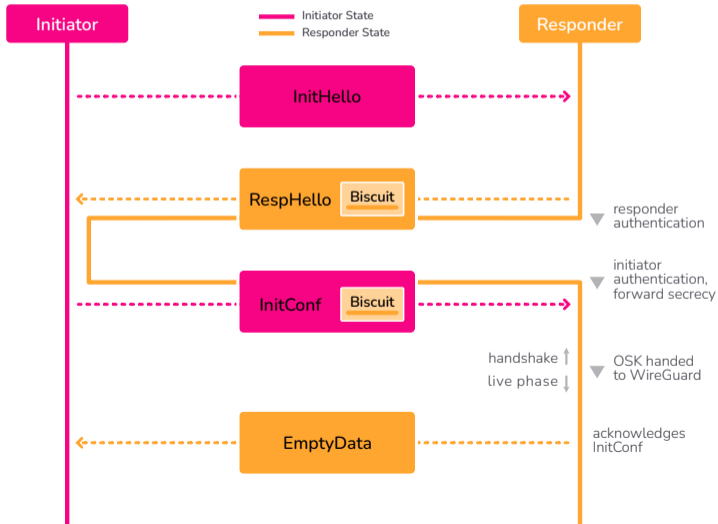 Initiator
Initiator State
Responder State
Responder
InitHello
RespHello
Biscuit
responder
authentication
initiator
authentication,
forward secrecy
InitConf
Biscuit
handshake
live phase
OSK handed
to WireGuard
EmptyData
acknowledges
InitConf